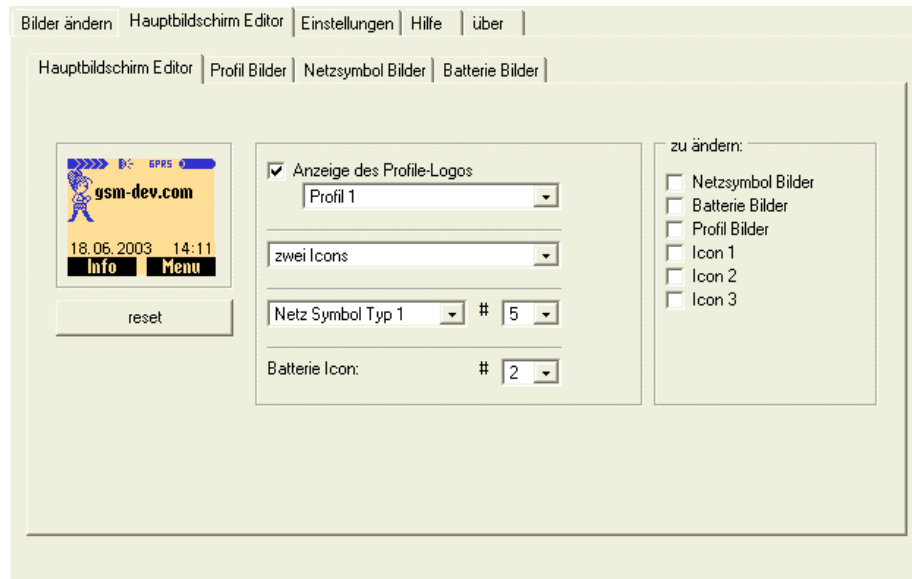 Bilder ändern Hauptbildschirm Editor Einstellungen Hilfe über
Hauptbildschirm Editor Profil Bilder Netzsymbol Bilder Batterie Bilder
GPRS
gsm-dev.com
18.06.2003 14:11
Info Menu
reset
Anzeige des Profile-Logos
Profil 1
zwei Icons
Netz Symbol Typ 1 # 5
Batterie Icon: # 2
zu ändern:
Netzsymbol Bilder
Batterie Bilder
Profil Bilder
Icon 1
Icon 2
Icon 3